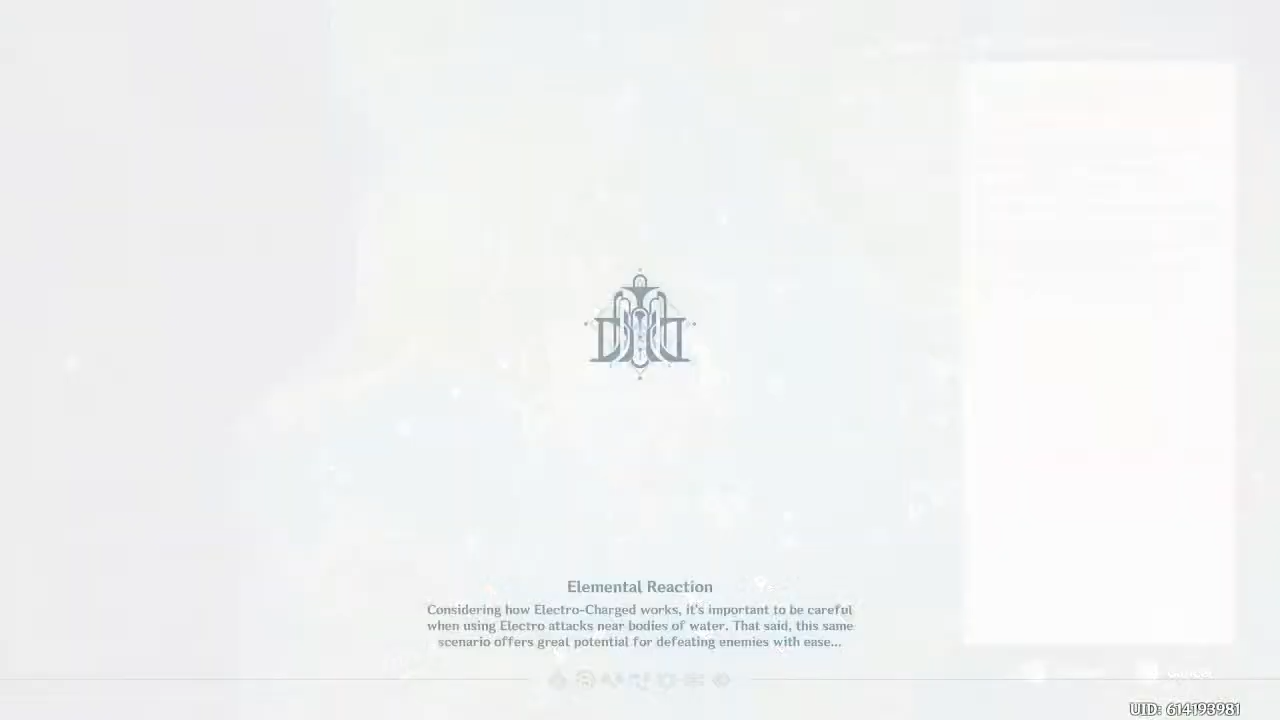 Elemental Reaction
Considering how Electro-Charged works, it's important to be careful
when using Electro attacks near bodies of water. That said, this same
scenario offers great potential for defeating enemies with ease...
UID: 614193981